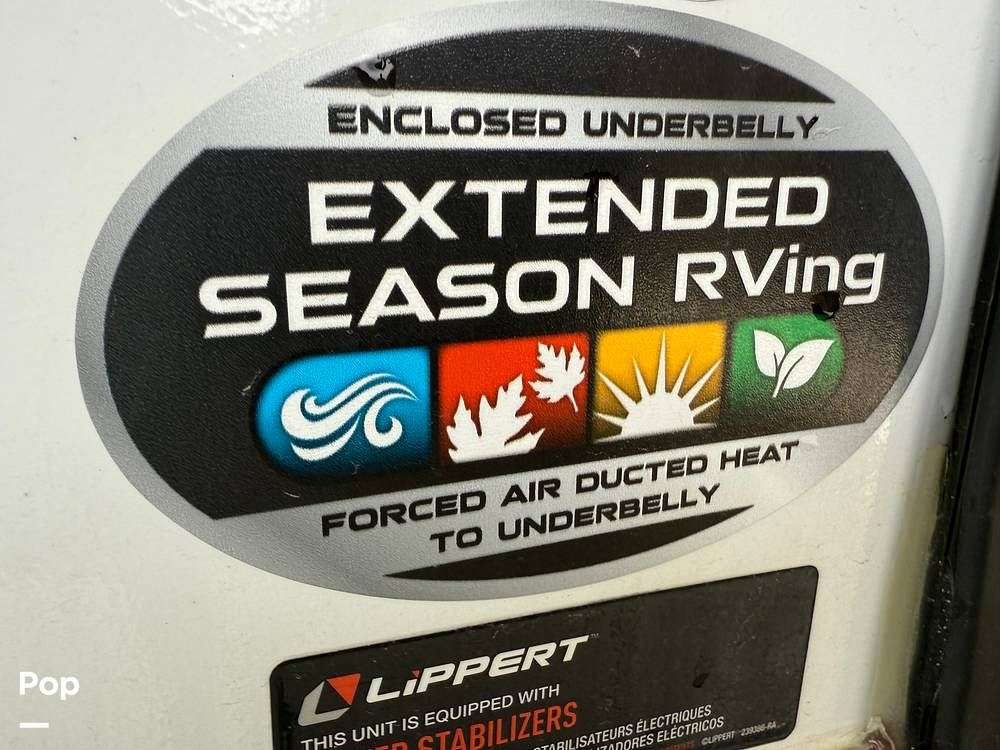 ENCLOSED UNDERBELLY
EXTENDED
SEASON RVing
FORCED AIR DUCTED HEAT
TO UNDERBELLY
LiPPERT™
THIS UNIT IS EQUIPPED WITH
STABILIZERS
STABILISATEURS ÉLECTRIQUES
ELÉCTRICOS
©LIPPERT
Pop